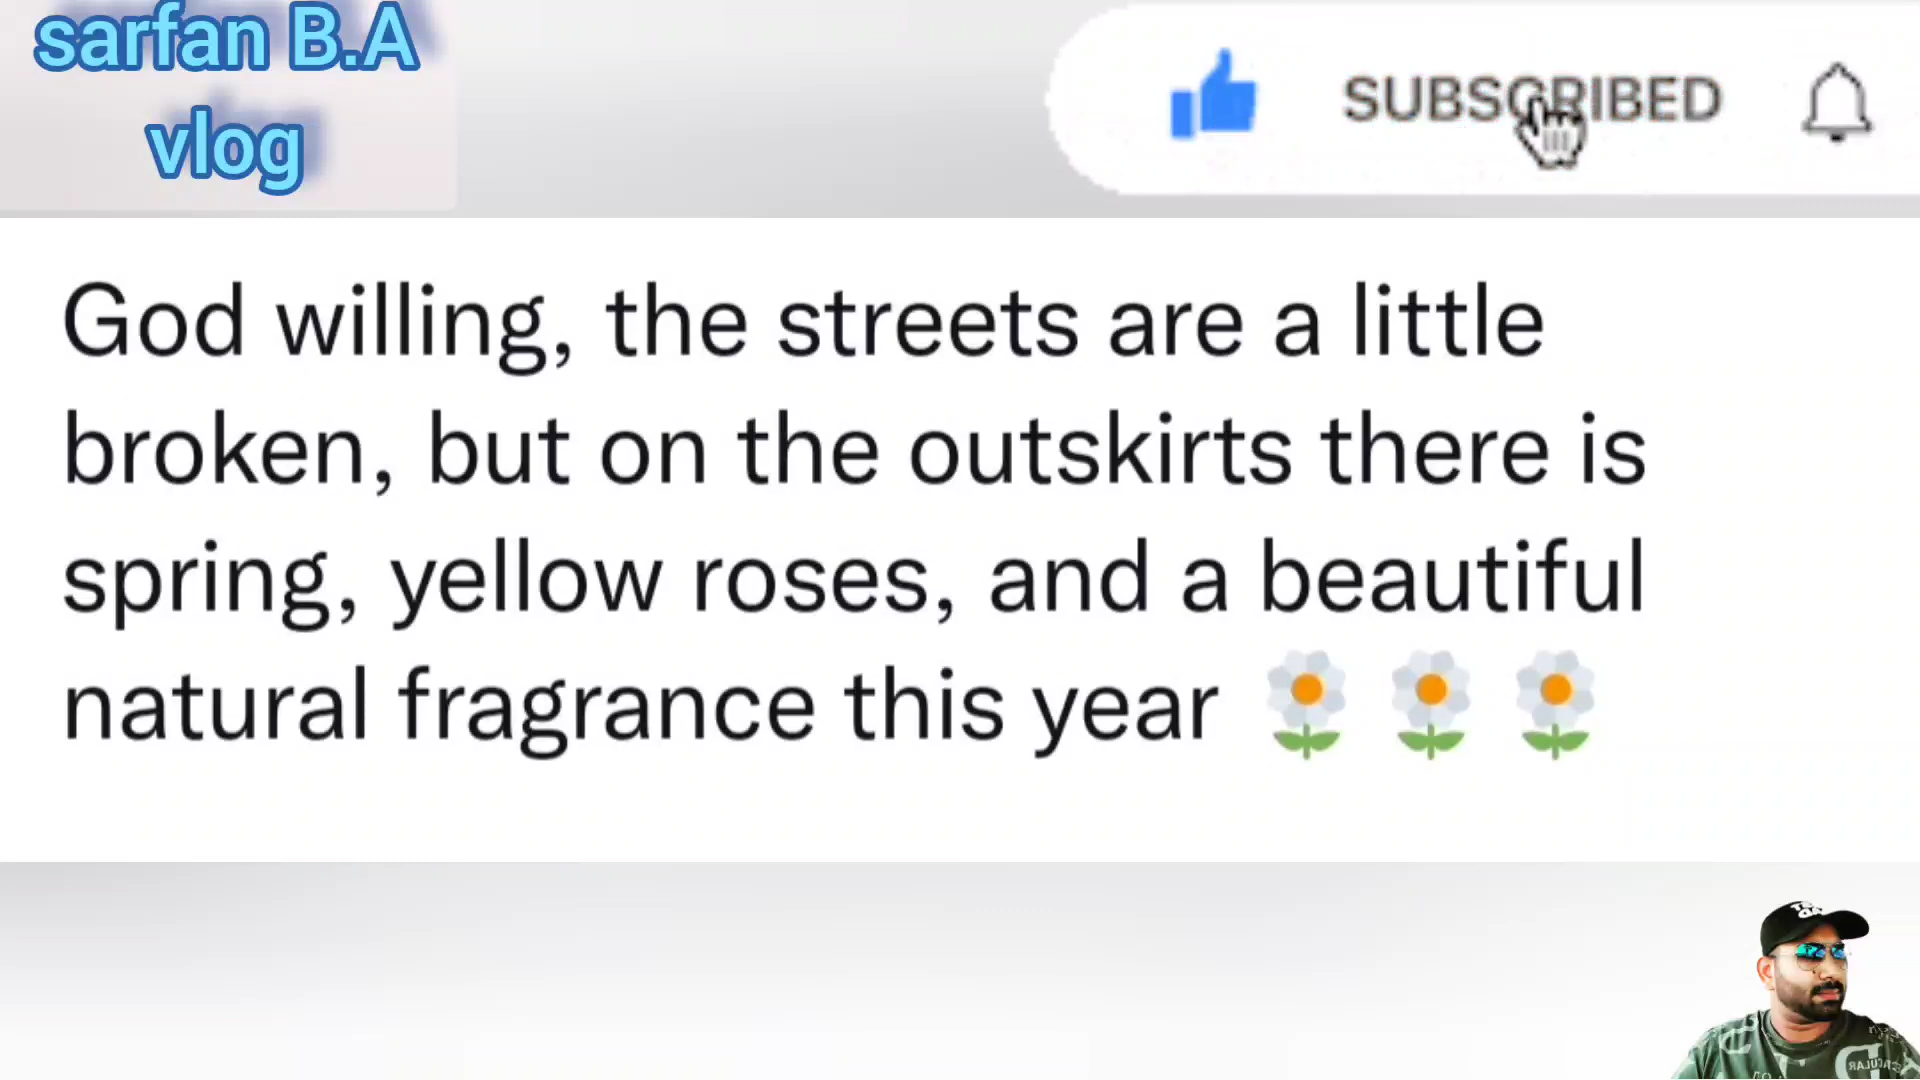 sarfan B.A
vlog
SUBSCRIBED
God willing, the streets are a little
broken, but on the outskirts there is
spring, yellow roses, and a beautiful
natural fragrance this year 🌼 🌼 🌼